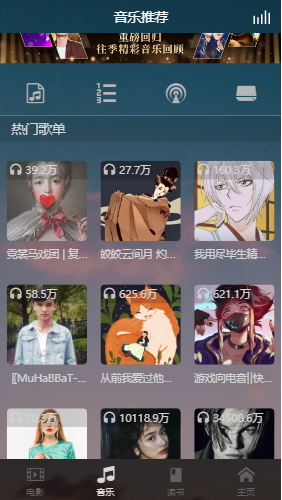 音乐推荐
重磅回归
往季精彩音乐回顾
热门歌单
39.2万
27.7万
160.3万
霓裳马戏团 | 复...
皎皎云间月 灼...
我用尽毕生精...
58.5万
625.6万
621.1万
〖MuHaBBaT-...
从前我爱过他...
游戏向电音||快...
10118.9万
34508.6万
电影
音乐
读书
主页